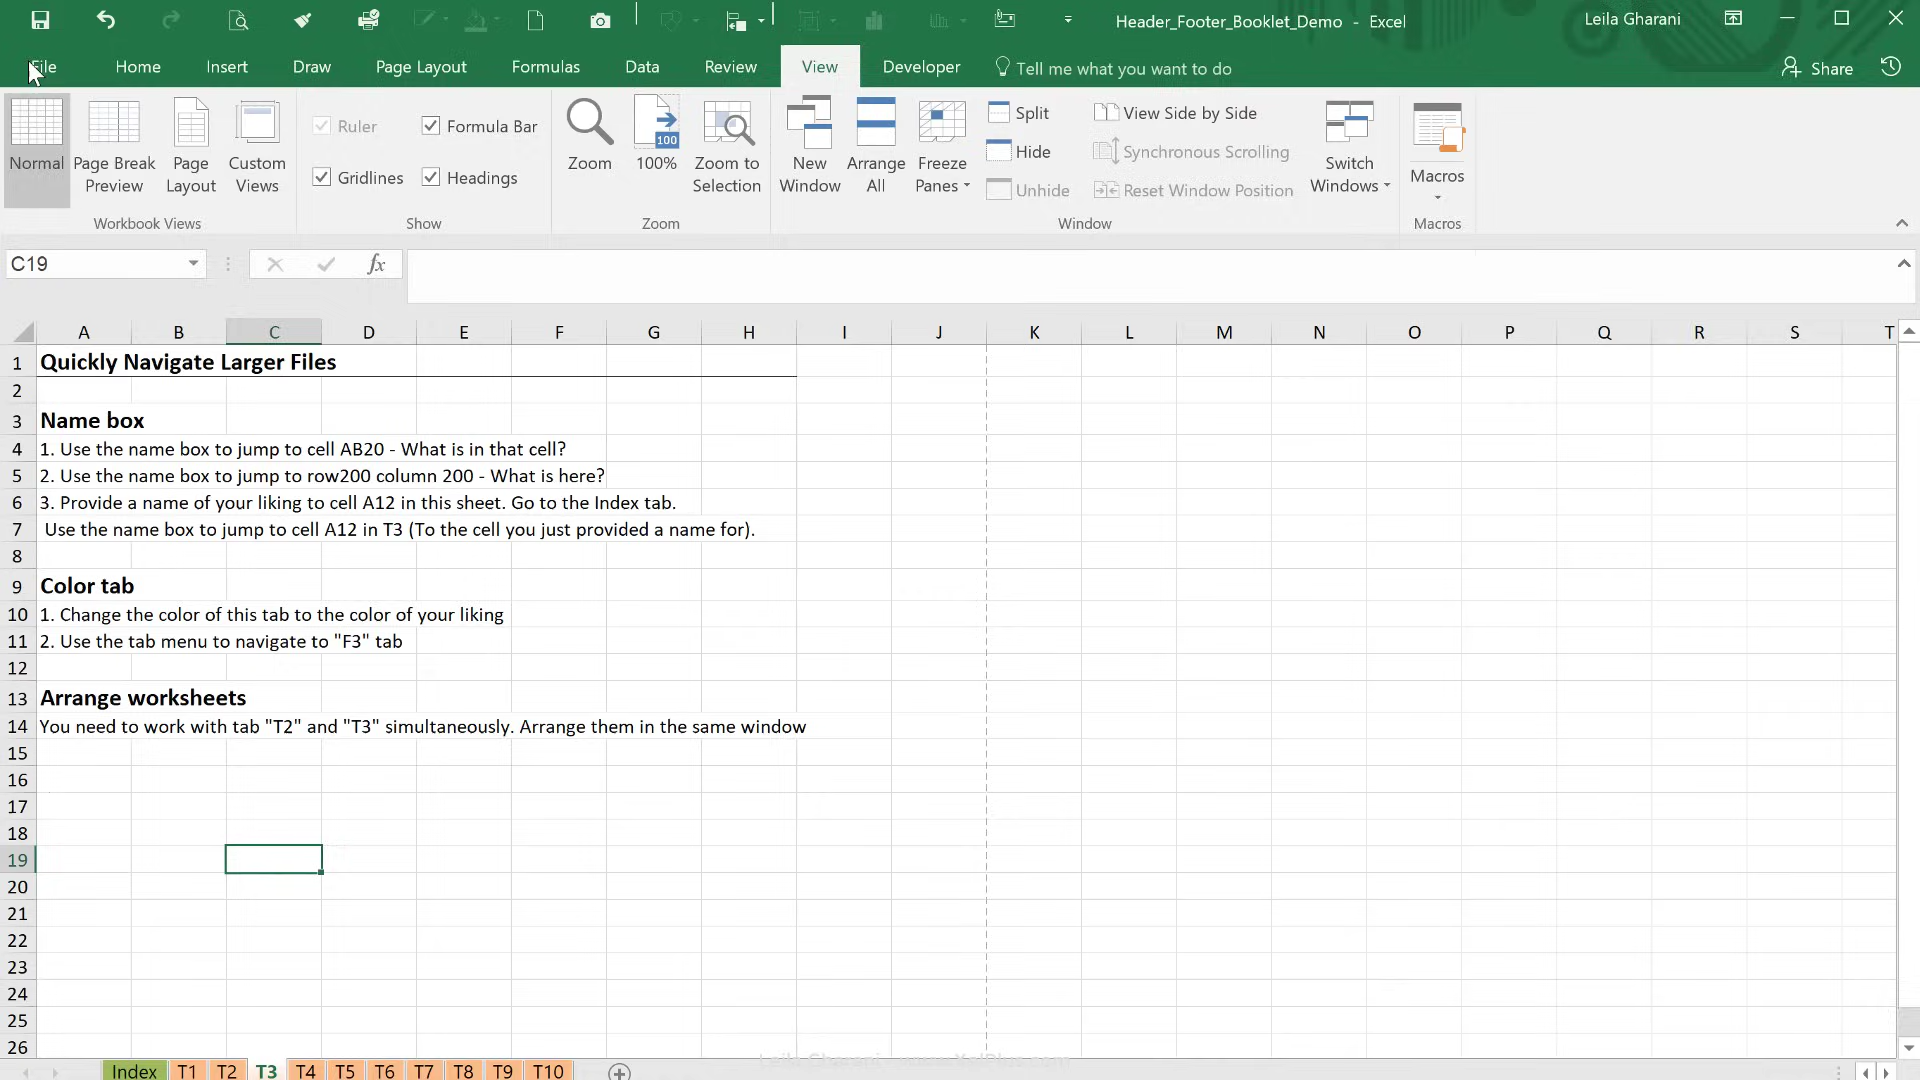 Header_Footer_Booklet_Demo - Excel
Leila Gharani
File Home Insert Draw Page Layout Formulas Data Review View Developer Tell me what you want to do Share
Normal
Page Break Preview
Page Layout
Custom Views
Workbook Views
Ruler
Formula Bar
Gridlines
Headings
Show
Zoom
100
100%
Zoom to Selection
Zoom
New Window
Arrange All
Freeze Panes
Split
Hide
Unhide
View Side by Side
Synchronous Scrolling
Reset Window Position
Window
Switch Windows
Macros
Macros
C19
fx
A B C D E F G H I J K L M N O P Q R S T
1 Quickly Navigate Larger Files
2
3 Name box
4 1. Use the name box to jump to cell AB20 - What is in that cell?
5 2. Use the name box to jump to row200 column 200 - What is here?
6 3. Provide a name of your liking to cell A12 in this sheet. Go to the Index tab.
7 Use the name box to jump to cell A12 in T3 (To the cell you just provided a name for).
8
9 Color tab
10 1. Change the color of this tab to the color of your liking
11 2. Use the tab menu to navigate to "F3" tab
12
13 Arrange worksheets
14 You need to work with tab "T2" and "T3" simultaneously. Arrange them in the same window
15
16
17
18
19
20
21
22
23
24
25
26
Index T1 T2 T3 T4 T5 T6 T7 T8 T9 T10